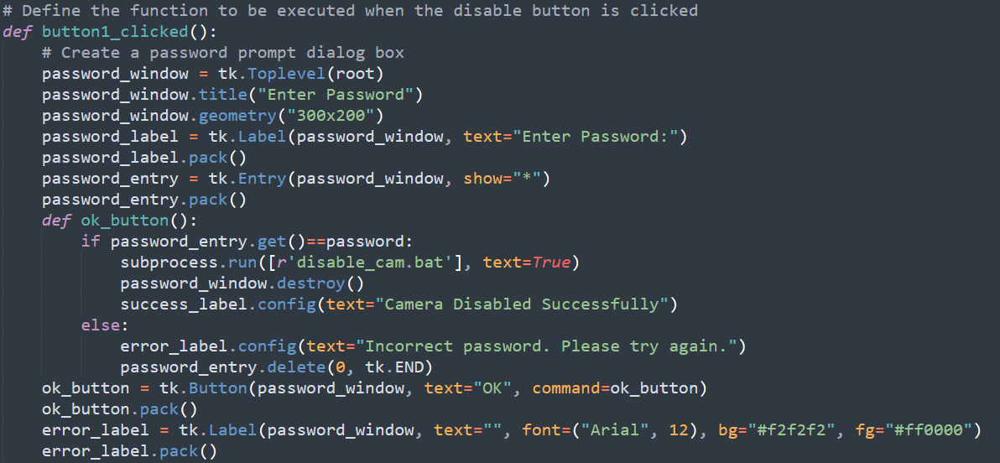 # Define the function to be executed when the disable button is clicked
def button1_clicked():
    # Create a password prompt dialog box
    password_window = tk.Toplevel(root)
    password_window.title("Enter Password")
    password_window.geometry("300x200")
    password_label = tk.Label(password_window, text="Enter Password:")
    password_label.pack()
    password_entry = tk.Entry(password_window, show="*")
    password_entry.pack()
    def ok_button():
        if password_entry.get()==password:
            subprocess.run([r'disable_cam.bat'], text=True)
            password_window.destroy()
            success_label.config(text="Camera Disabled Successfully")
        else:
            error_label.config(text="Incorrect password. Please try again.")
            password_entry.delete(0, tk.END)
    ok_button = tk.Button(password_window, text="OK", command=ok_button)
    ok_button.pack()
    error_label = tk.Label(password_window, text="", font=("Arial", 12), bg="#f2f2f2", fg="#ff0000")
    error_label.pack()